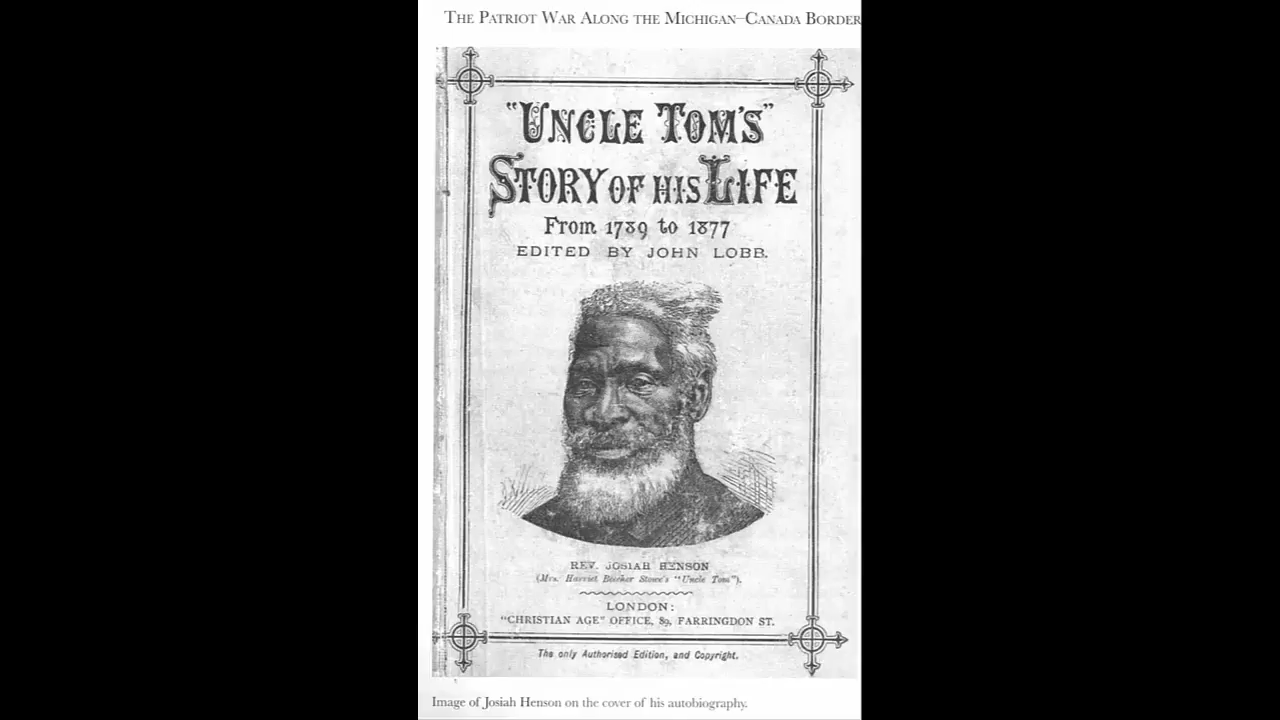 THE PATRIOT WAR ALONG THE MICHIGAN–CANADA BORDER
"UNCLE TOM'S"
STORY OF HIS LIFE
From 1789 to 1877
EDITED BY JOHN LOBB.
REV. JOSIAH HENSON
(Mrs. Harriet Beecher Stowe's "Uncle Tom").
LONDON:
"CHRISTIAN AGE" OFFICE, 89, FARRINGDON ST.
The only Authorised Edition, and Copyright.
Image of Josiah Henson on the cover of his autobiography.